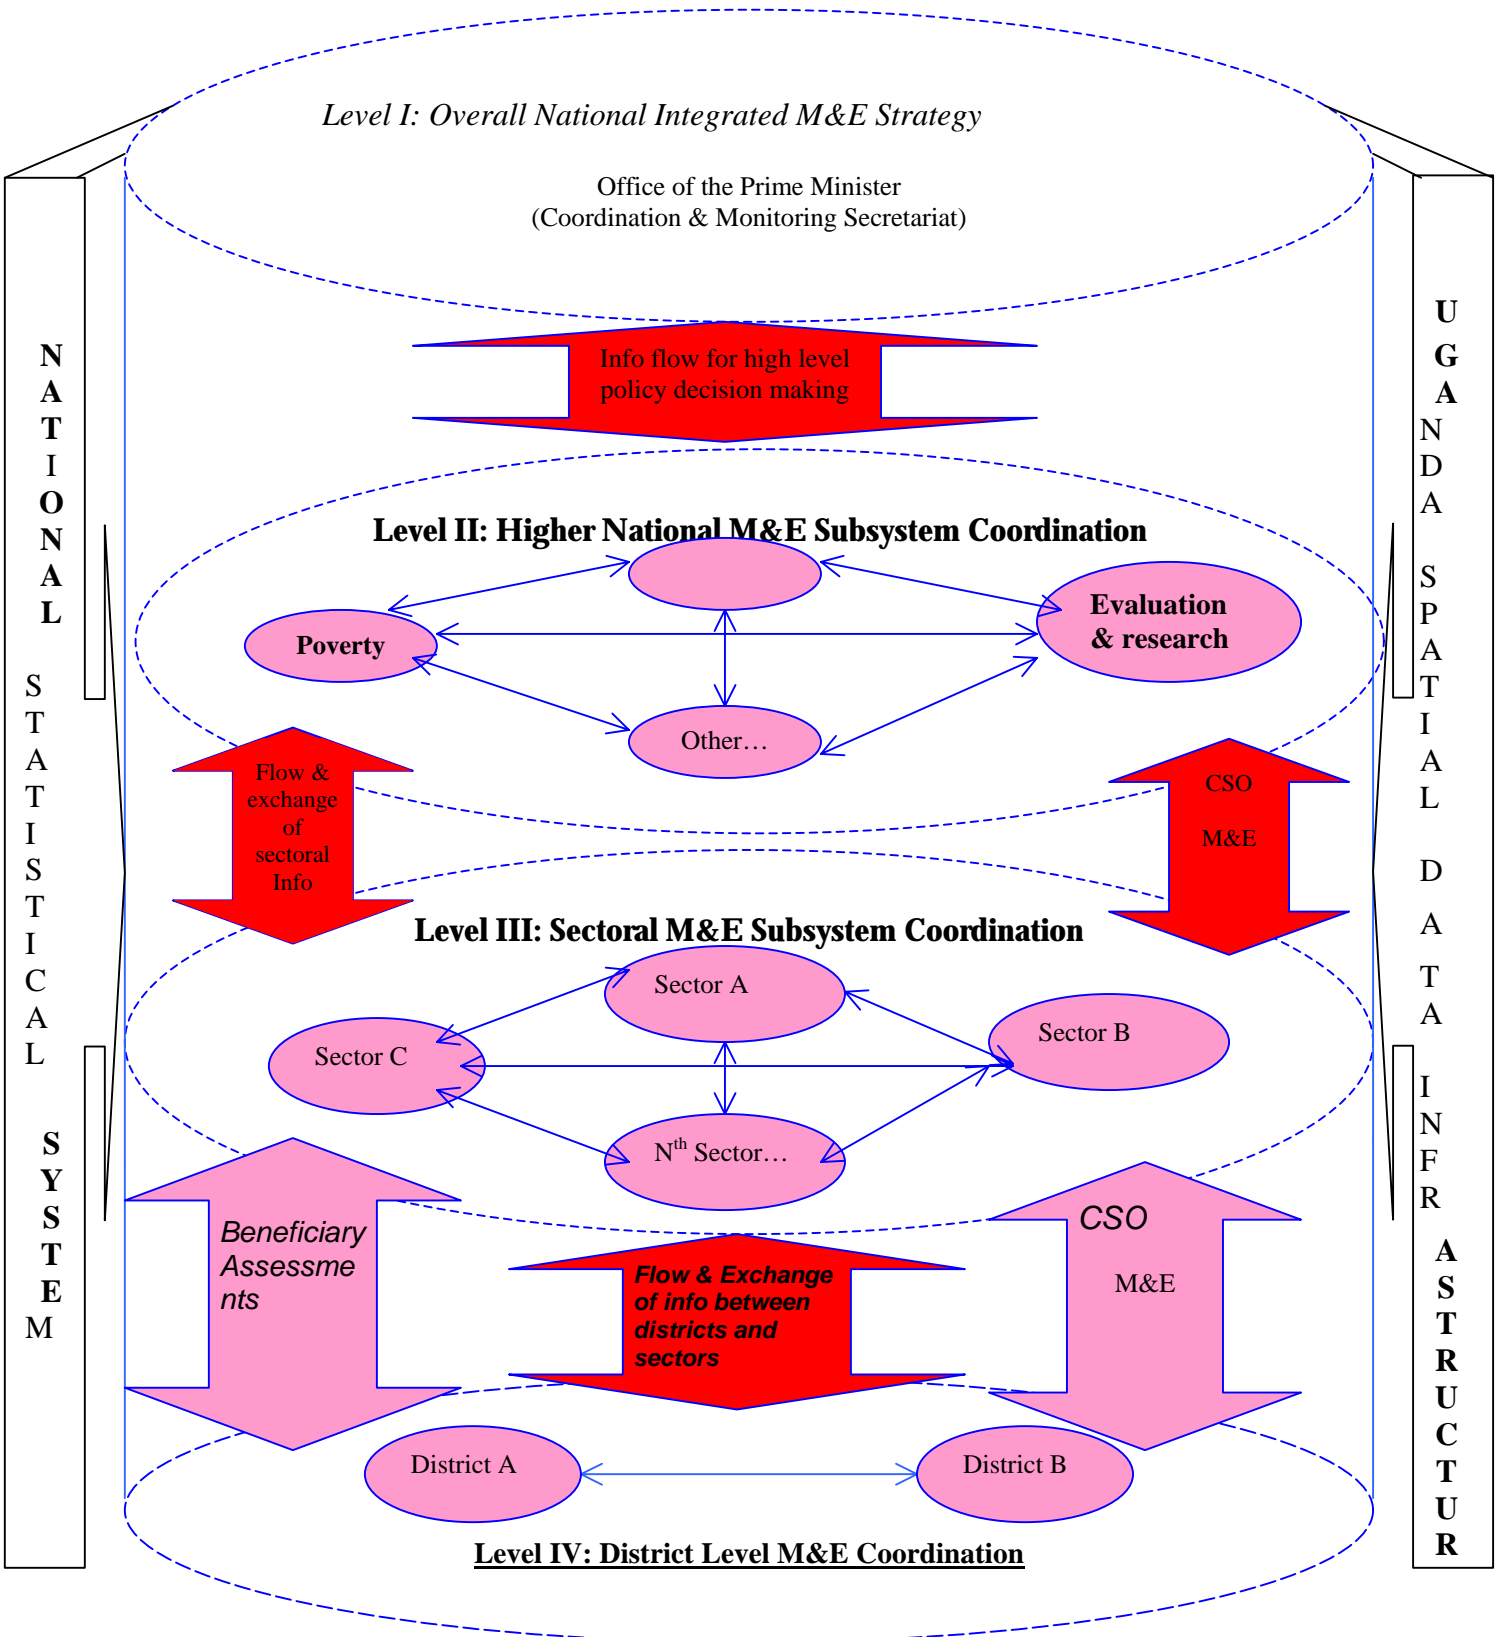 Level I: Overall National Integrated M&E Strategy
Office of the Prime Minister
(Coordination & Monitoring Secretariat)
Info flow for high level
policy decision making
Level II: Higher National M&E Subsystem Coordination
Poverty
Evaluation
& research
Other…
Flow &
exchange
of
sectoral
Info
CSO
M&E
Level III: Sectoral M&E Subsystem Coordination
Sector A
Sector B
Sector C
Nth Sector…
Beneficiary
Assessme
nts
Flow & Exchange
of info between
districts and
sectors
CSO
M&E
District A
District B
Level IV: District Level M&E Coordination
NATIONAL STATISTICAL SYSTEM
UGANDA SPATIAL DATA INFRASTRUCTUR